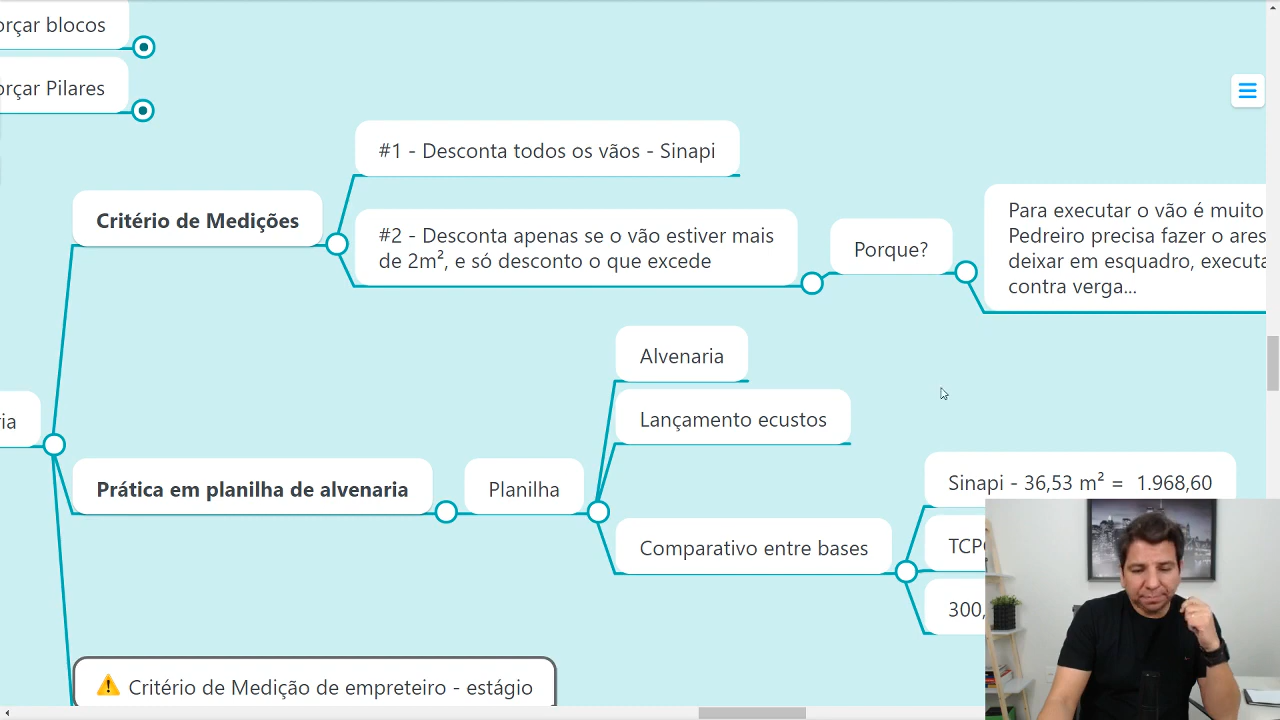 orçar blocos
orçar Pilares
#1 - Desconta todos os vãos - Sinapi
Critério de Medições
#2 - Desconta apenas se o vão estiver mais
de 2m², e só desconto o que excede
Porque?
Para executar o vão é muito
Pedreiro precisa fazer o ares
deixar em esquadro, executa
contra verga...
Alvenaria
Lançamento ecustos
ria
Prática em planilha de alvenaria
Planilha
Comparativo entre bases
Sinapi - 36,53 m² = 1.968,60
TCPO
300,
Critério de Medição de empreteiro - estágio